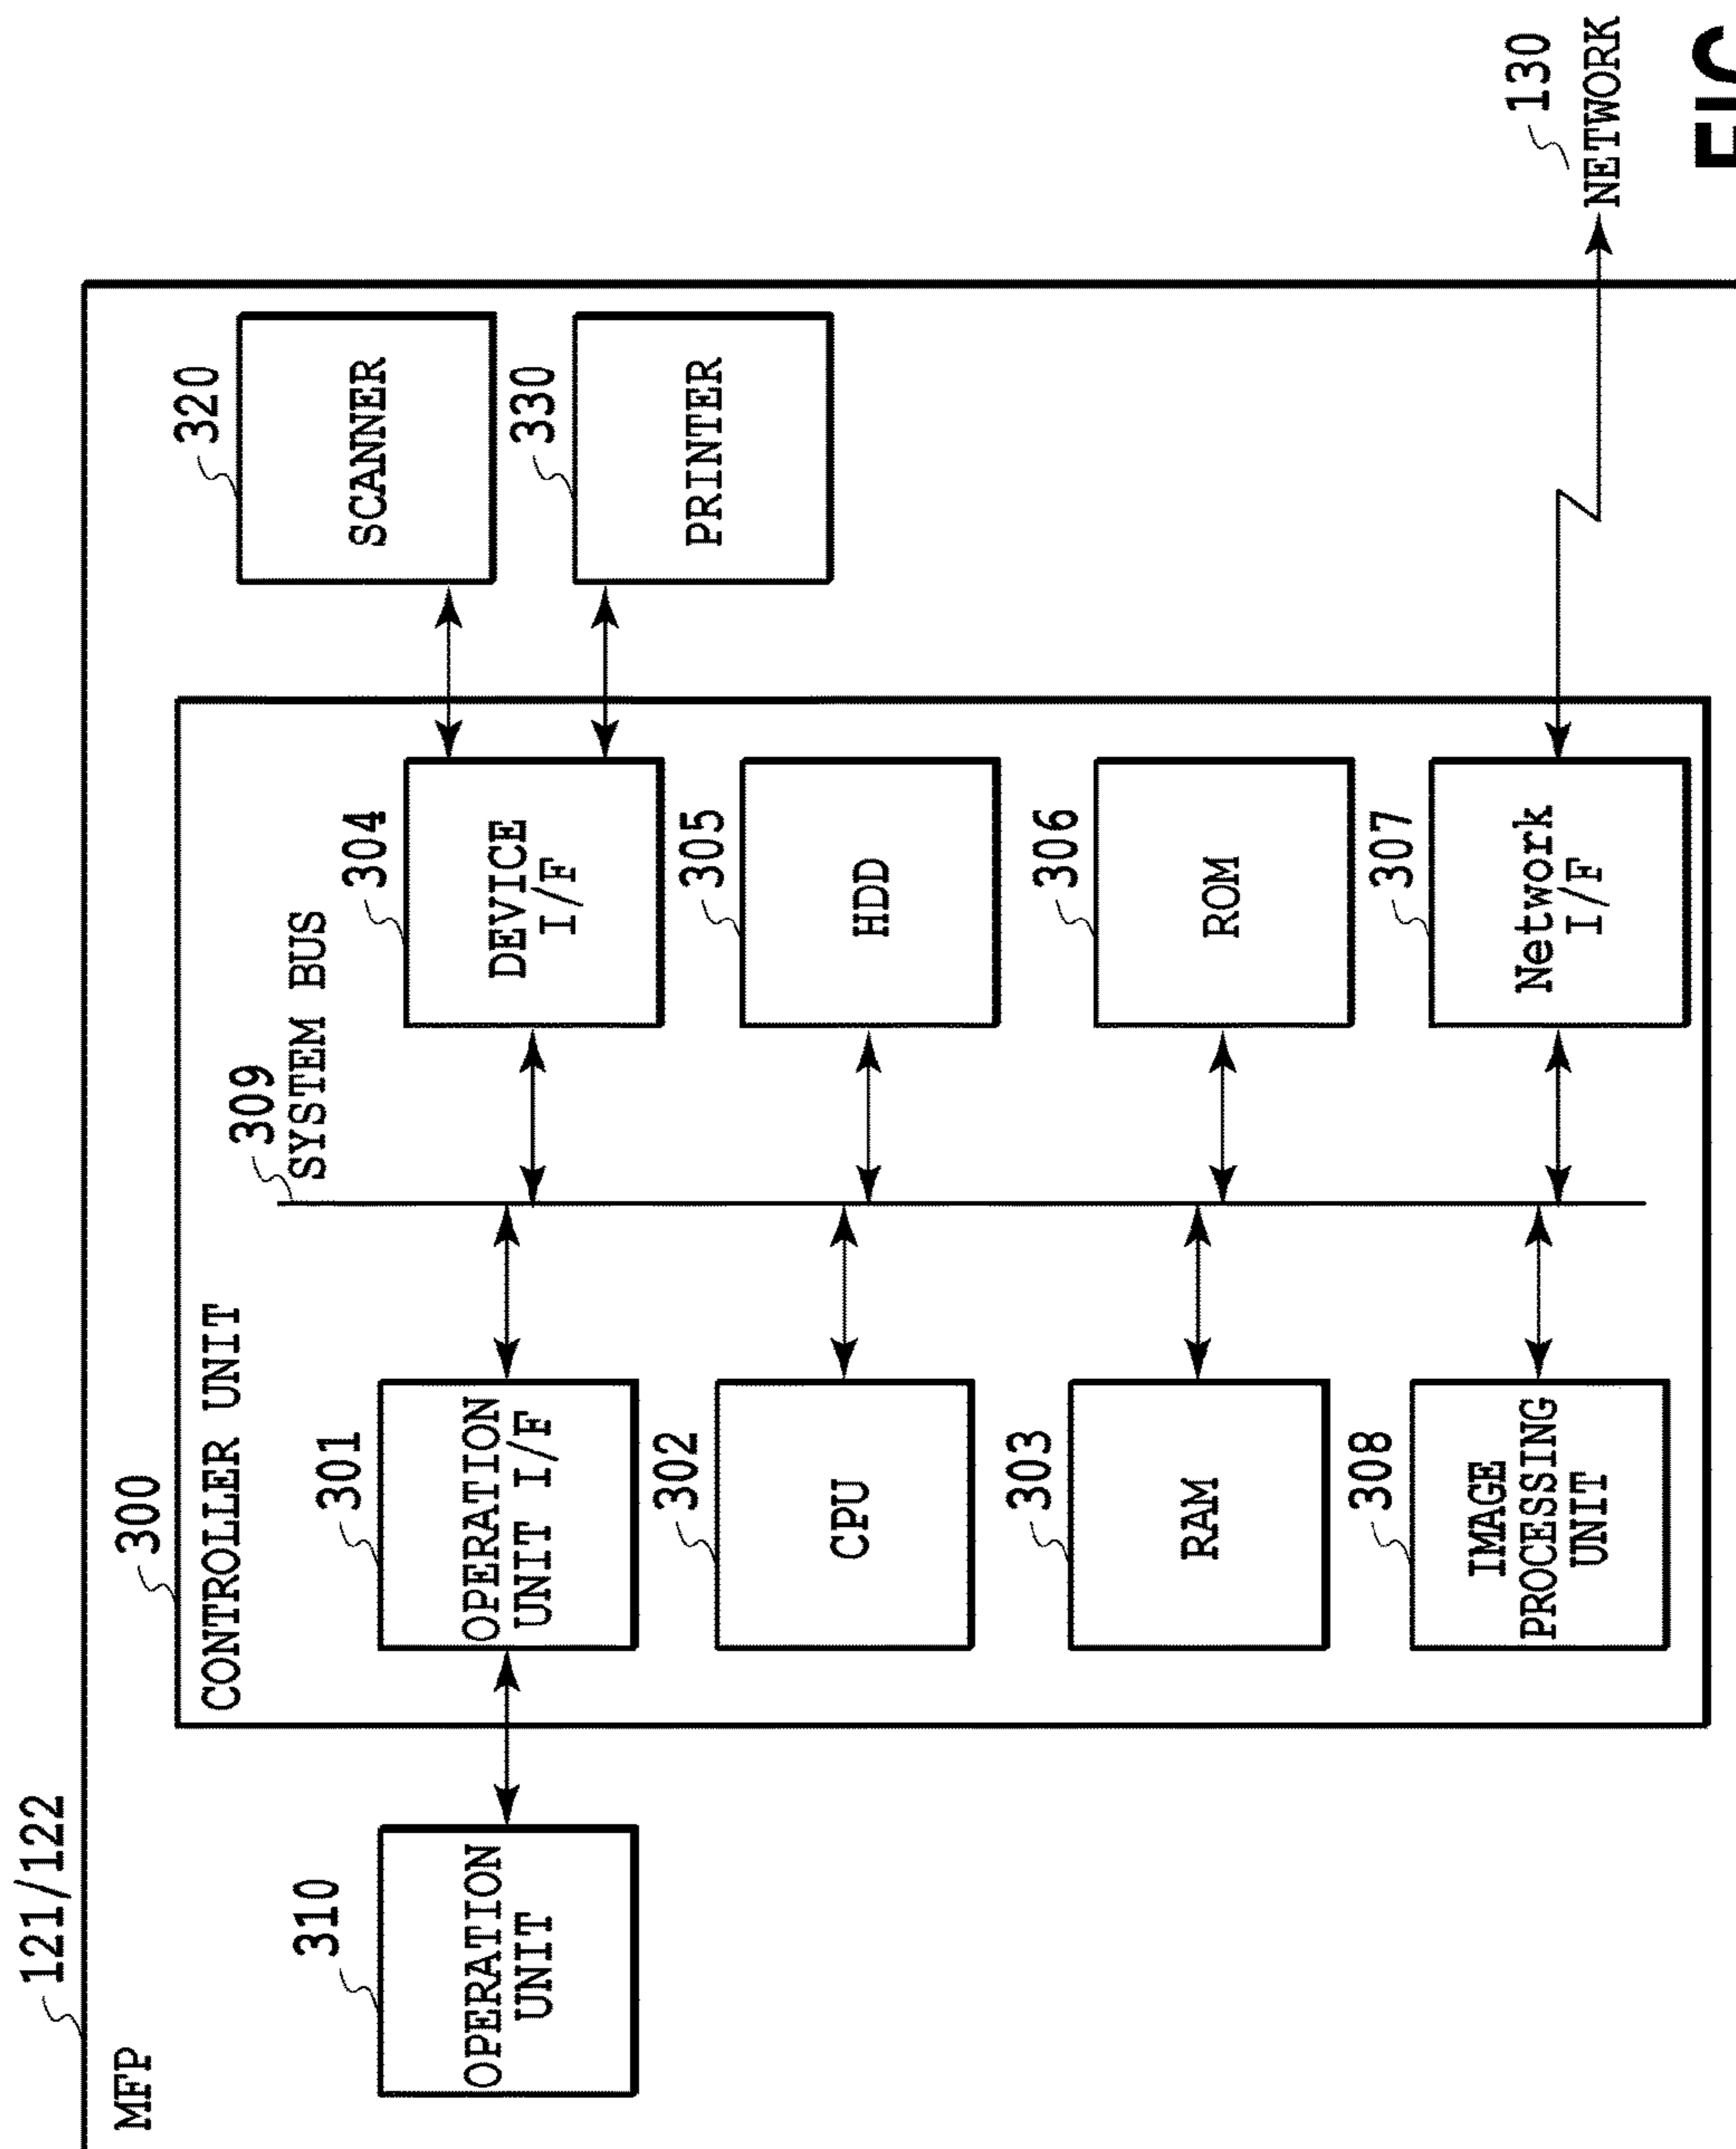 121/122
MFP
300
CONTROLLER UNIT
309
SYSTEM BUS
310
OPERATION
UNIT
301
OPERATION
UNIT I/F
304
DEVICE
I/F
320
SCANNER
330
PRINTER
302
CPU
305
HDD
303
RAM
306
ROM
308
IMAGE
PROCESSING
UNIT
307
Network
I/F
130
NETWORK